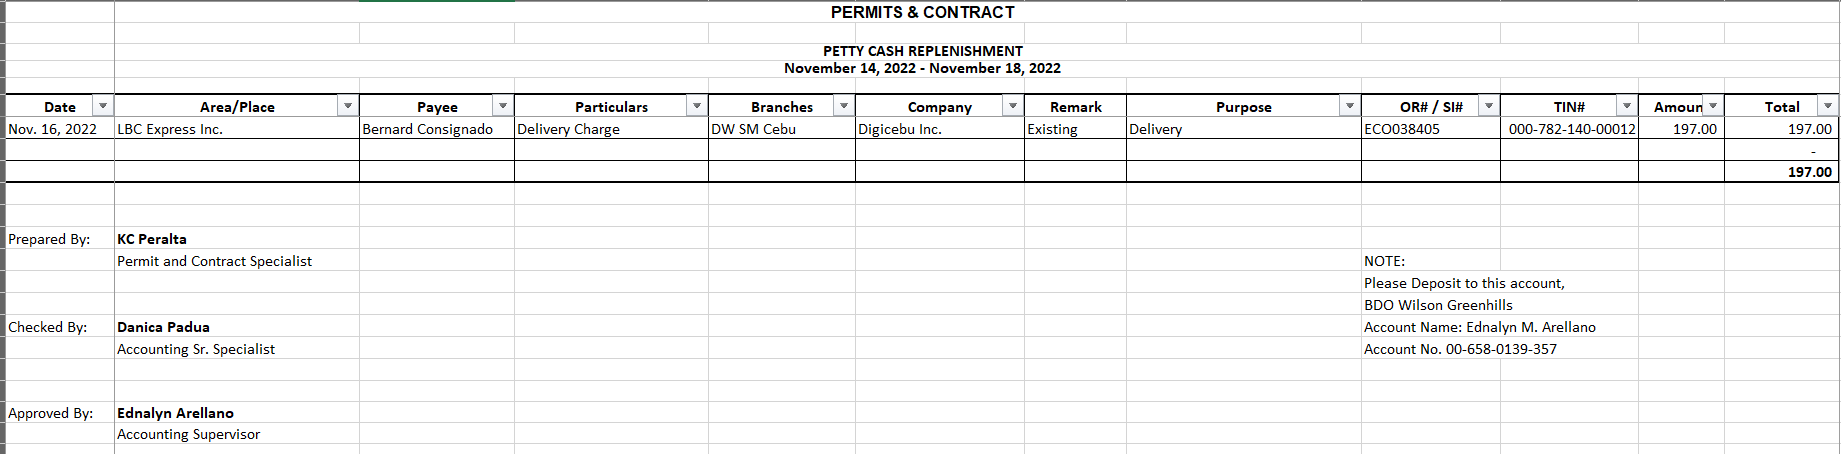 PERMITS & CONTRACT
PETTY CASH REPLENISHMENT
November 14, 2022 - November 18, 2022
Date Area/Place Payee Particulars Branches Company Remark Purpose OR# / SI# TIN# Amoun Total
Nov. 16, 2022 LBC Express Inc. Bernard Consignado Delivery Charge DW SM Cebu Digicebu Inc. Existing Delivery ECO038405 000-782-140-00012 197.00 197.00
-
197.00
Prepared By: KC Peralta
Permit and Contract Specialist NOTE:
Please Deposit to this account,
BDO Wilson Greenhills
Checked By: Danica Padua Account Name: Ednalyn M. Arellano
Accounting Sr. Specialist Account No. 00-658-0139-357
Approved By: Ednalyn Arellano
Accounting Supervisor